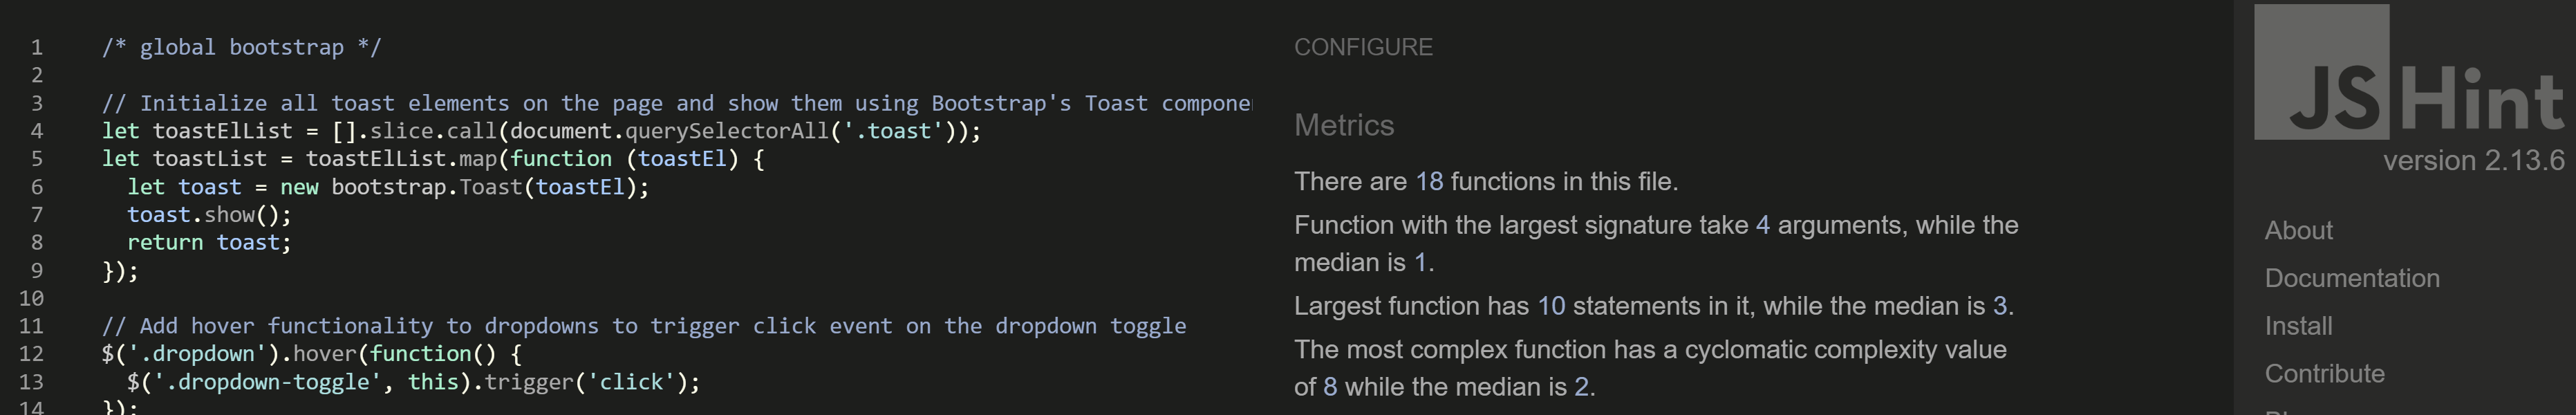 1 /* global bootstrap */
2
3 // Initialize all toast elements on the page and show them using Bootstrap's Toast
4 let toastElList = [].slice.call(document.querySelectorAll('.toast'));
5 let toastList = toastElList.map(function (toastEl) {
6 let toast = new bootstrap.Toast(toastEl);
7 toast.show();
8 return toast;
9 });
10
11 // Add hover functionality to dropdowns to trigger click event on the dropdown toggle
12 $('.dropdown').hover(function() {
13 $('.dropdown-toggle', this).trigger('click');
14 });
CONFIGURE
Metrics
There are 18 functions in this file.
Function with the largest signature take 4 arguments, while the
median is 1.
Largest function has 10 statements in it, while the median is 3.
The most complex function has a cyclomatic complexity value
of 8 while the median is 2.
JSHint
version 2.13.6
About
Documentation
Install
Contribute